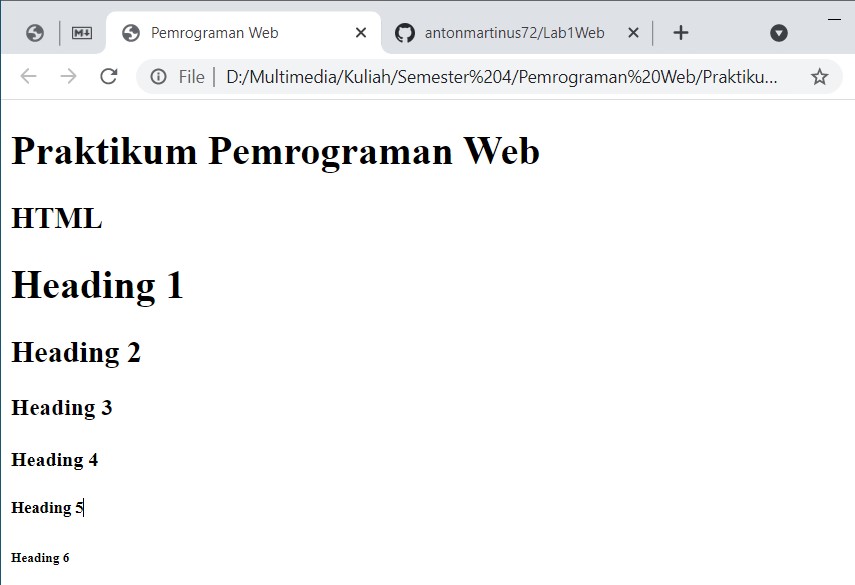 Pemrograman Web
antonmartinus72/Lab1Web
File | D:/Multimedia/Kuliah/Semester%204/Pemrograman%20Web/Praktiku...
Praktikum Pemrograman Web
HTML
Heading 1
Heading 2
Heading 3
Heading 4
Heading 5
Heading 6